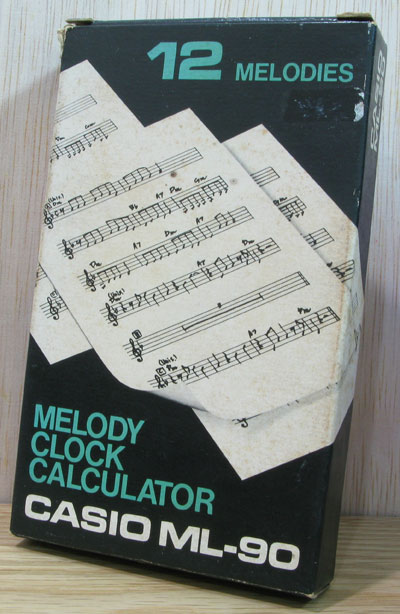 12 MELODIES
MELODY
CLOCK
CALCULATOR
CASIO ML-90